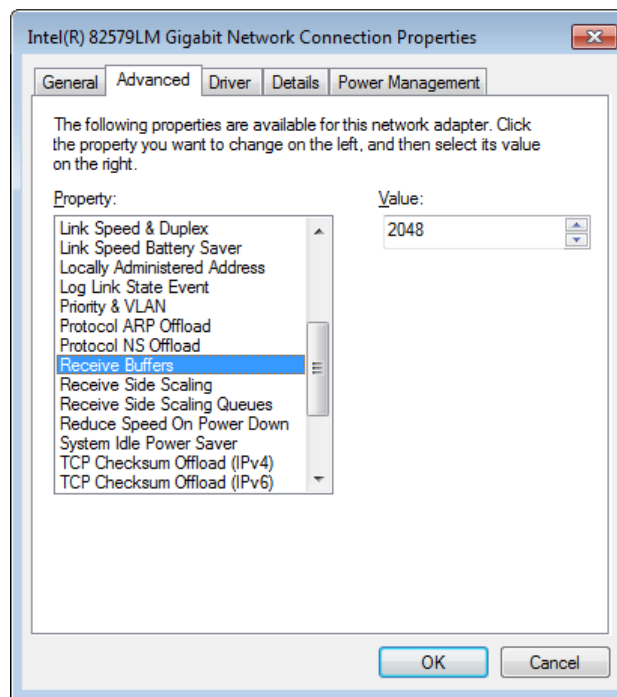 Intel(R) 82579LM Gigabit Network Connection Properties
General Advanced Driver Details Power Management
The following properties are available for this network adapter. Click
the property you want to change on the left, and then select its value
on the right.
Property:
Value:
Link Speed & Duplex
Link Speed Battery Saver
Locally Administered Address
Log Link State Event
Priority & VLAN
Protocol ARP Offload
Protocol NS Offload
Receive Buffers
Receive Side Scaling
Receive Side Scaling Queues
Reduce Speed On Power Down
System Idle Power Saver
TCP Checksum Offload (IPv4)
TCP Checksum Offload (IPv6)
2048
OK
Cancel